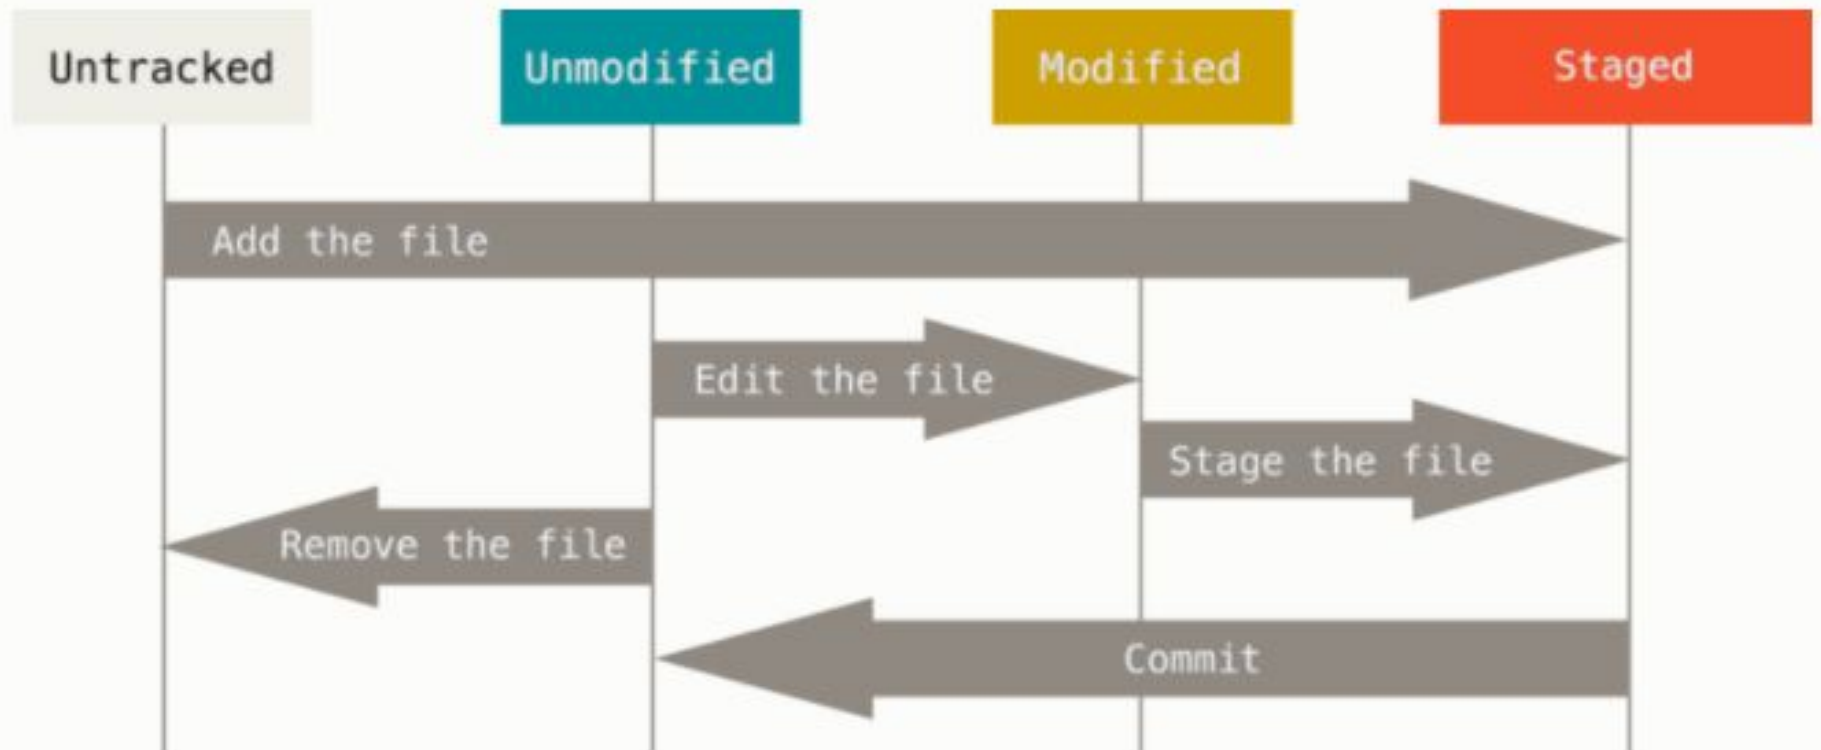 Untracked
Unmodified
Modified
Staged
Add the file
Edit the file
Stage the file
Remove the file
Commit